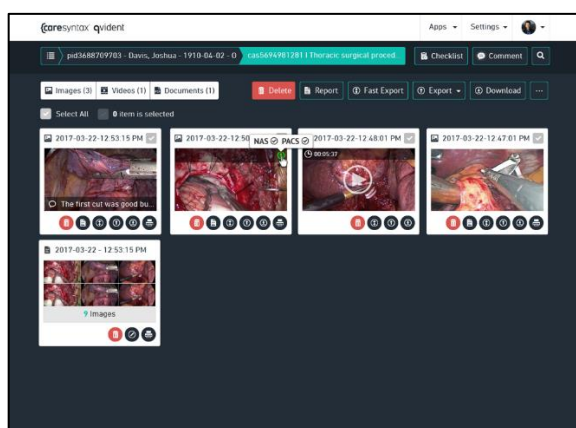 caresyntax qvident
Apps Settings
pid3688709703 - Davis, Joshua - 1910-04-02 - O cas5694981281 | Thoracic surgical proced. Checklist Comment
Images (3) Videos (1) Documents (1) Delete Report Fast Export Export Download ...
Select All 0 item is selected
2017-03-22-12.53.15 PM 2017-03-22-12.50 NAS PACS 2017-03-22-12.48:01 PM 2017-03-22-12.47:01 PM
00:05:37
The first cut was good bu...
2017-03-22 - 12:53:15 PM
9 Images